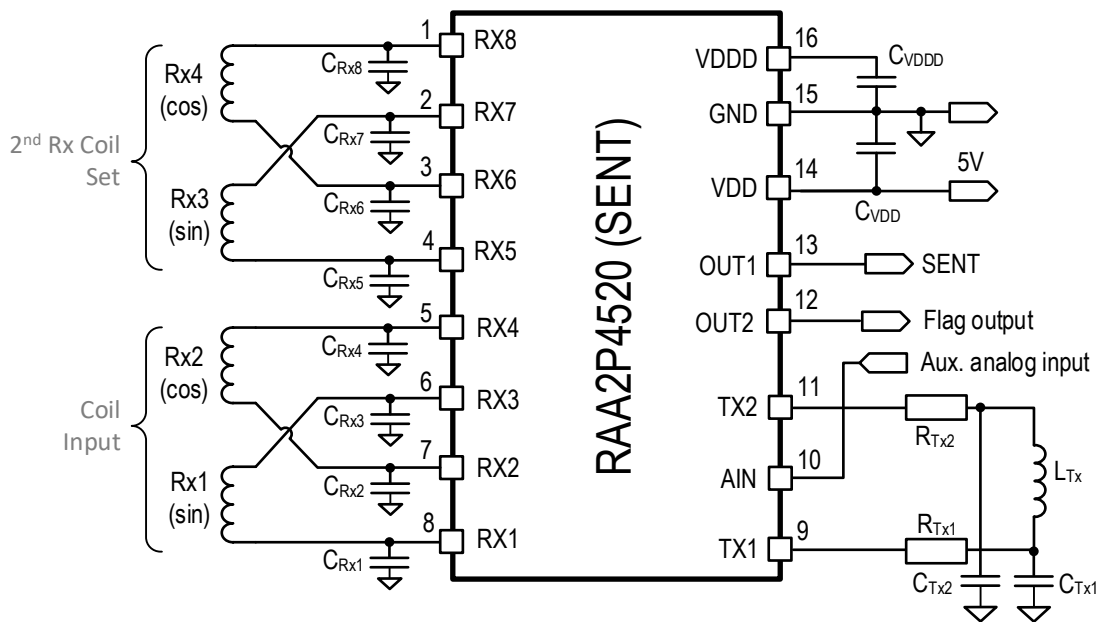 1
RX8
CRx8
Rx4
(cos)
2
RX7
CRx7
2nd Rx Coil
Set
3
RX6
CRx6
Rx3
(sin)
4
RX5
CRx5
5
RX4
CRx4
Rx2
(cos)
6
RX3
CRx3
Coil
Input
7
RX2
CRx2
Rx1
(sin)
8
RX1
CRx1
RAA2P4520 (SENT)
16
VDDD
CVDDD
15
GND
14
VDD
5V
CVDD
13
OUT1
SENT
12
OUT2
Flag output
Aux. analog input
11
TX2
RTx2
10
AIN
LTx
9
TX1
RTx1
CTx2
CTx1